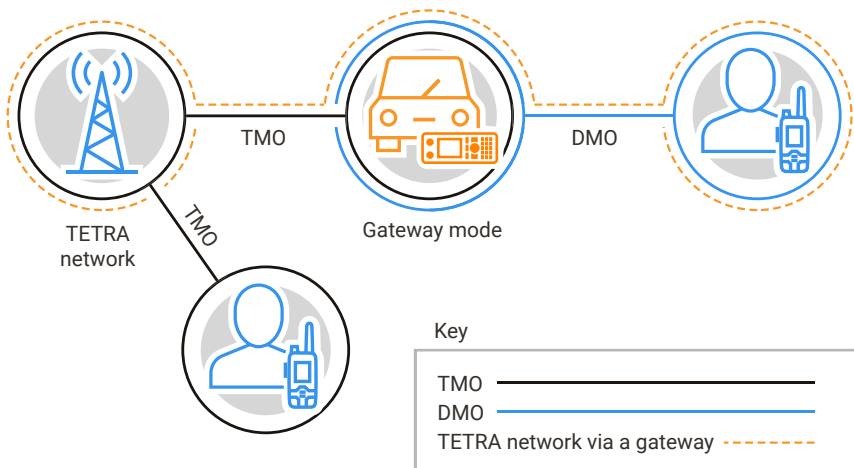 TMO
DMO
TETRA
network
Gateway mode
TMO
Key
TMO
DMO
TETRA network via a gateway